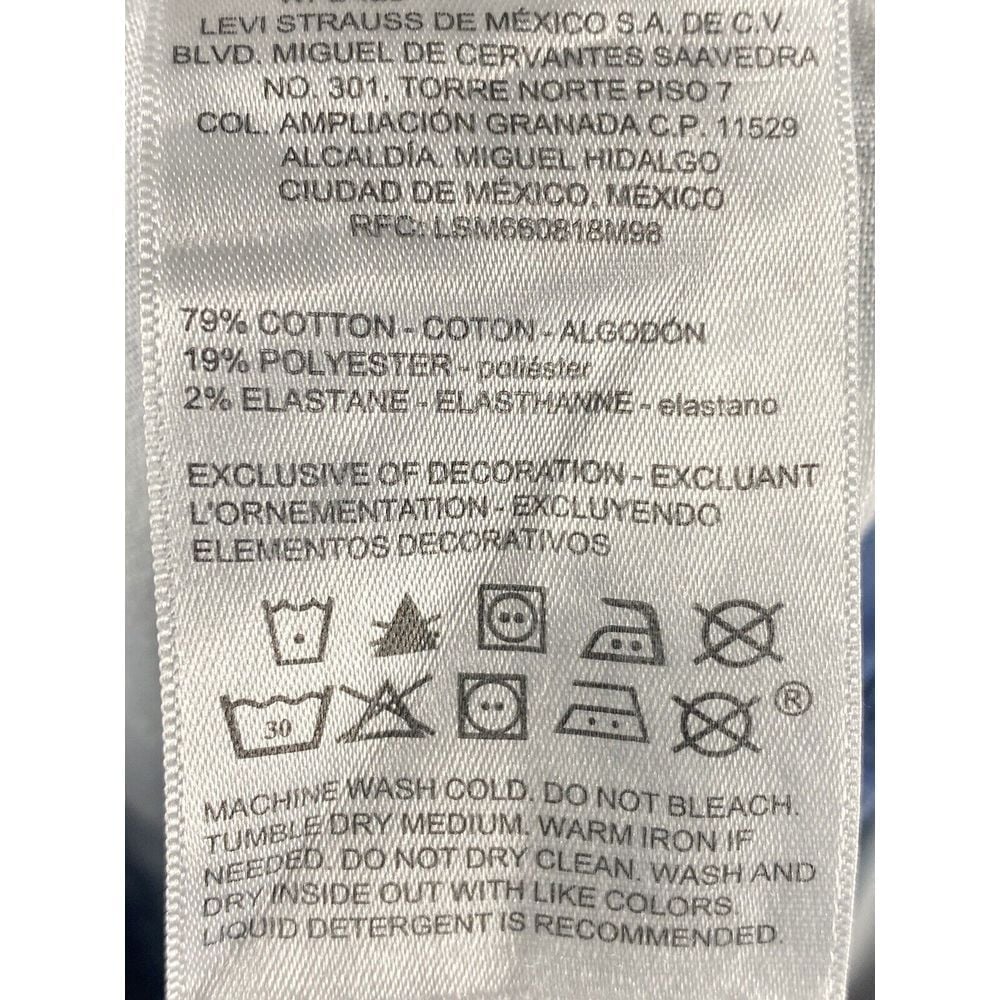 LEVI STRAUSS DE MÉXICO S.A. DE C.V.
BLVD. MIGUEL DE CERVANTES SAAVEDRA
NO. 301, TORRE NORTE PISO 7
COL. AMPLIACIÓN GRANADA C.P. 11529
ALCALDÍA. MIGUEL HIDALGO
CIUDAD DE MÉXICO, MÉXICO
RFC: LSM660818M98
79% COTTON - COTON - ALGODÓN
19% POLYESTER - poliéster
2% ELASTANE - ELASTHANNE - elastano
EXCLUSIVE OF DECORATION - EXCLUANT
L'ORNEMENTATION - EXCLUYENDO
ELEMENTOS DECORATIVOS
30
®
MACHINE WASH COLD. DO NOT BLEACH.
TUMBLE DRY MEDIUM. WARM IRON IF
NEEDED. DO NOT DRY CLEAN. WASH AND
DRY INSIDE OUT WITH LIKE COLORS.
LIQUID DETERGENT IS RECOMMENDED.